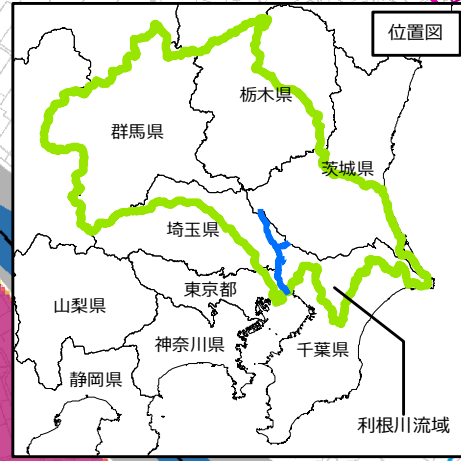 位置図
栃木県
群馬県
茨城県
埼玉県
東京都
山梨県
神奈川県
千葉県
静岡県
利根川流域